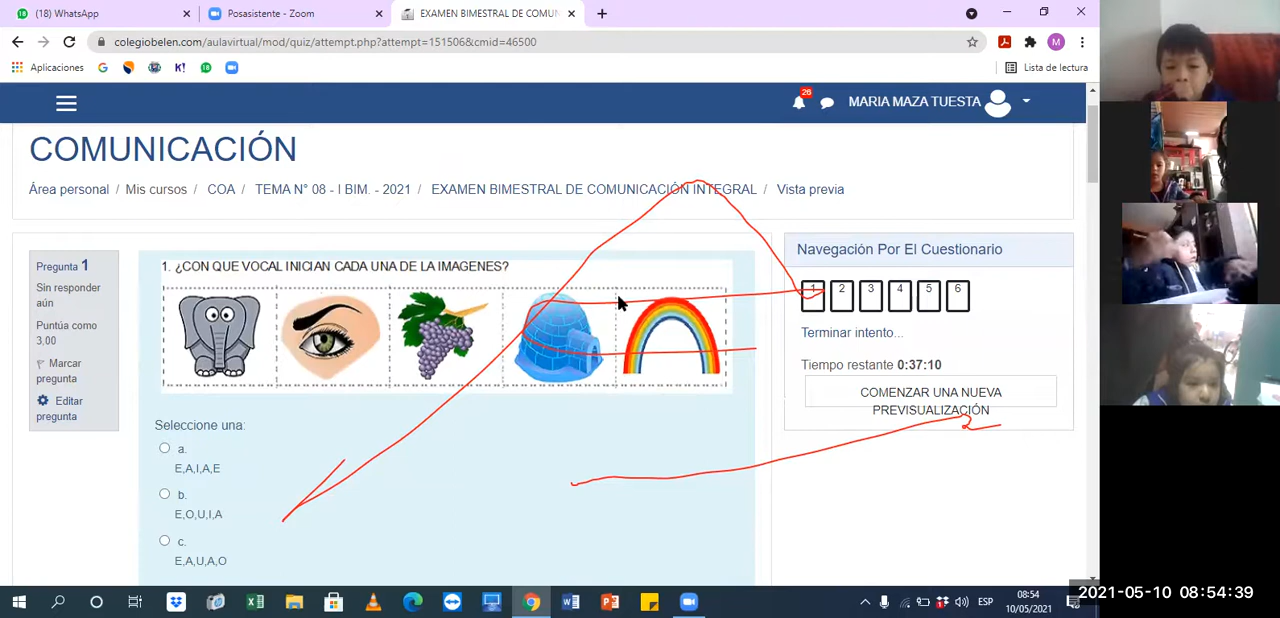 (18) WhatsApp
Posasistente - Zoom
EXAMEN BIMESTRAL DE COMUN
colegiobelen.com/aulavirtual/mod/quiz/attempt.php?attempt=151506&cmid=46500
M
Aplicaciones
K!
Lista de lectura
26
MARIA MAZA TUESTA
COMUNICACIÓN
Área personal / Mis cursos / COA / TEMA N° 08 - I BIM. - 2021 / EXAMEN BIMESTRAL DE COMUNICACIÓN INTEGRAL / Vista previa
Pregunta 1
Sin responder
aún
Puntúa como
3,00
Marcar
pregunta
Editar
pregunta
1. ¿CON QUE VOCAL INICIAN CADA UNA DE LA IMAGENES?
Seleccione una:
a.
E,A,I,A,E
b.
E,O,U,I,A
c.
E,A,U,A,O
Navegación Por El Cuestionario
1 2 3 4 5 6
Terminar intento...
Tiempo restante 0:37:10
COMENZAR UNA NUEVA
PREVISUALIZACIÓN
2
ESP
08:54
10/05/2021
2021-05-10 08:54:39